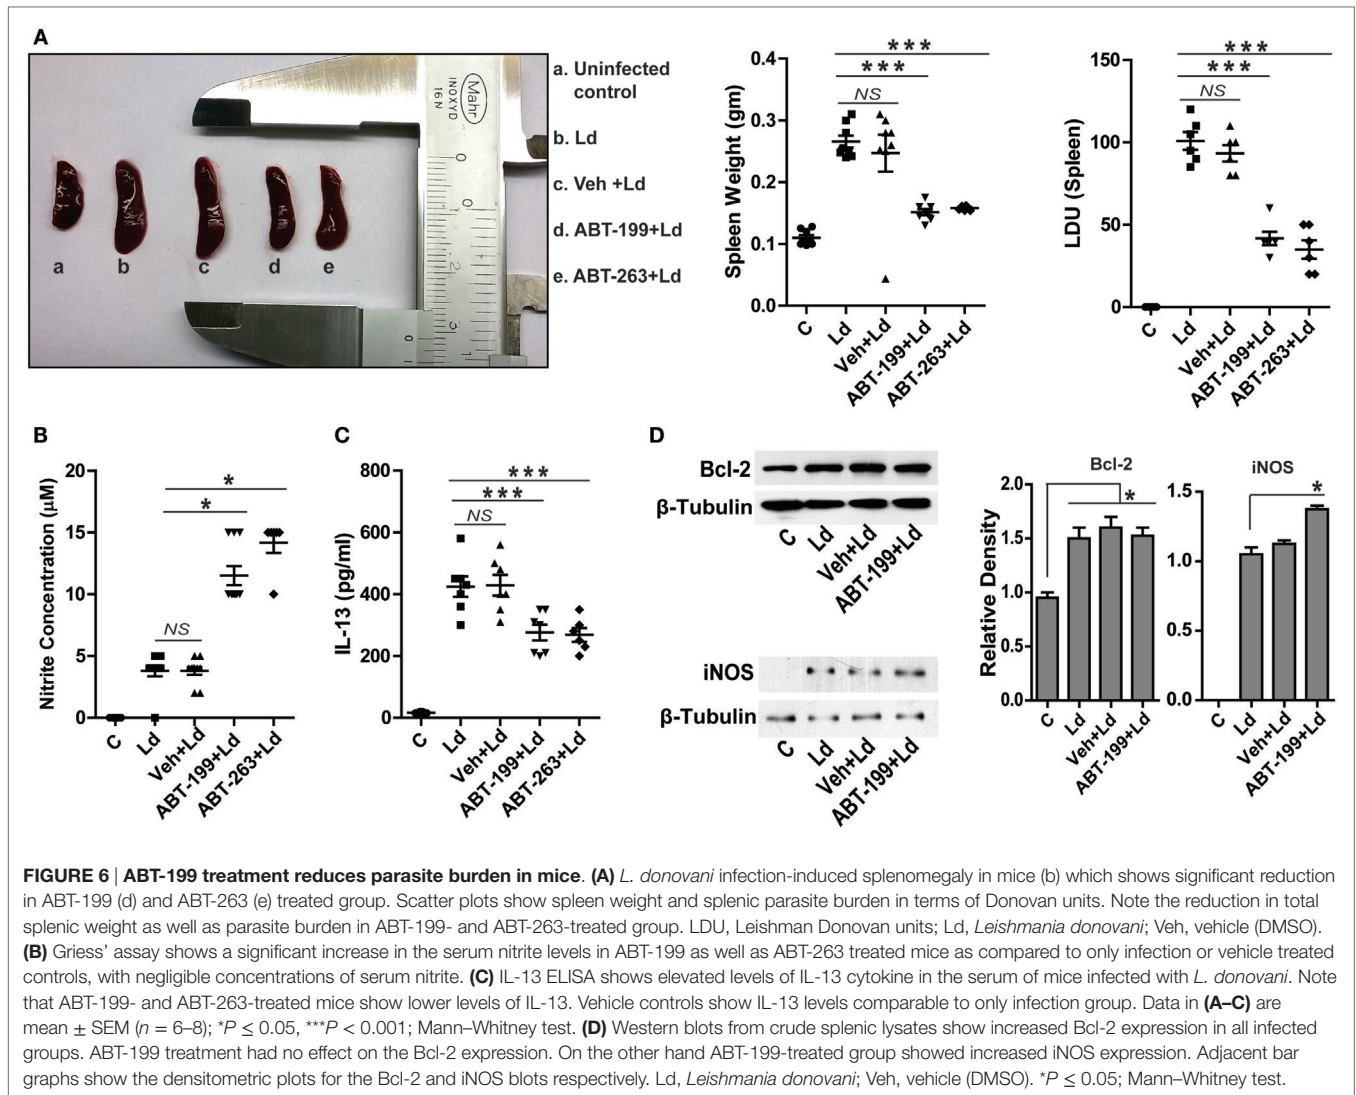 A
Mahr
INOXYD
16 N
0
0
2
3
0
1
a
b
c
d
e
a. Uninfected
control
b. Ld
c. Veh +Ld
d. ABT-199+Ld
e. ABT-263+Ld
Spleen Weight (gm)
0.4
0.3
0.2
0.1
0.0
***
***
NS
C
Ld
Veh+Ld
ABT-199+Ld
ABT-263+Ld
LDU (Spleen)
150
100
50
0
***
***
NS
C
Ld
Veh+Ld
ABT-199+Ld
ABT-263+Ld
B
Nitrite Concentration (µM)
20
15
10
5
0
*
*
NS
C
Ld
Veh+Ld
ABT-199+Ld
ABT-263+Ld
C
IL-13 (pg/ml)
800
600
400
200
0
***
***
NS
C
Ld
Veh+Ld
ABT-199+Ld
ABT-263+Ld
D
Bcl-2
β-Tubulin
C
Ld
Veh+Ld
ABT-199+Ld
iNOS
β-Tubulin
C
Ld
Veh+Ld
ABT-199+Ld
Relative Density
Bcl-2
2.0
1.5
1.0
0.5
0.0
*
C
Ld
Veh+Ld
ABT-199+Ld
iNOS
1.5
1.0
0.5
0.0
*
C
Ld
Veh+Ld
ABT-199+Ld
FIGURE 6 | ABT-199 treatment reduces parasite burden in mice. (A) L. donovani infection-induced splenomegaly in mice (b) which shows significant reduction
in ABT-199 (d) and ABT-263 (e) treated group. Scatter plots show spleen weight and splenic parasite burden in terms of Donovan units. Note the reduction in total
splenic weight as well as parasite burden in ABT-199- and ABT-263-treated group. LDU, Leishman Donovan units; Ld, Leishmania donovani; Veh, vehicle (DMSO).
(B) Griess’ assay shows a significant increase in the serum nitrite levels in ABT-199 as well as ABT-263 treated mice as compared to only infection or vehicle treated
controls, with negligible concentrations of serum nitrite. (C) IL-13 ELISA shows elevated levels of IL-13 cytokine in the serum of mice infected with L. donovani. Note
that ABT-199- and ABT-263-treated mice show lower levels of IL-13. Vehicle controls show IL-13 levels comparable to only infection group. Data in (A–C) are
mean ± SEM (n = 6–8); *P ≤ 0.05, ***P < 0.001; Mann–Whitney test. (D) Western blots from crude splenic lysates show increased Bcl-2 expression in all infected
groups. ABT-199 treatment had no effect on the Bcl-2 expression. On the other hand ABT-199-treated group showed increased iNOS expression. Adjacent bar
graphs show the densitometric plots for the Bcl-2 and iNOS blots respectively. Ld, Leishmania donovani; Veh, vehicle (DMSO). *P ≤ 0.05; Mann–Whitney test.